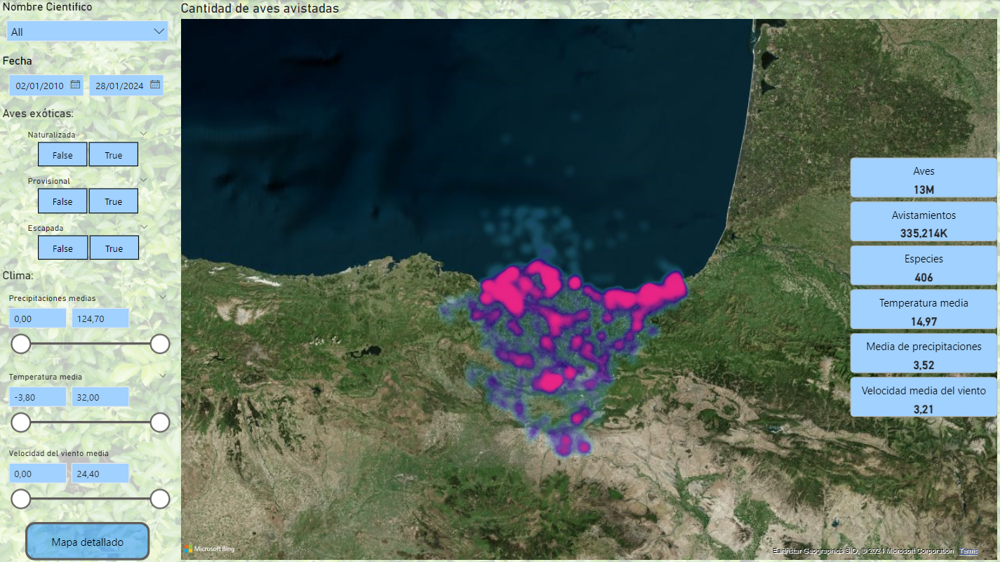 Nombre Cientifico
All
Fecha
02/01/2010
28/01/2024
Aves exóticas:
Naturalizada
False
True
Provisional
False
True
Escapada
False
True
Clima:
Precipitaciones medias
0,00
124,70
Temperatura media
-3,80
32,00
Velocidad del viento media
0,00
24,40
Mapa detallado
Cantidad de aves avistadas
Aves
13M
Avistamientos
335,214K
Especies
406
Temperatura media
14,97
Media de precipitaciones
3,52
Velocidad media del viento
3,21
Microsoft Bing
Earthstar Geographics SIO, © 2024 Microsoft Corporation Terms